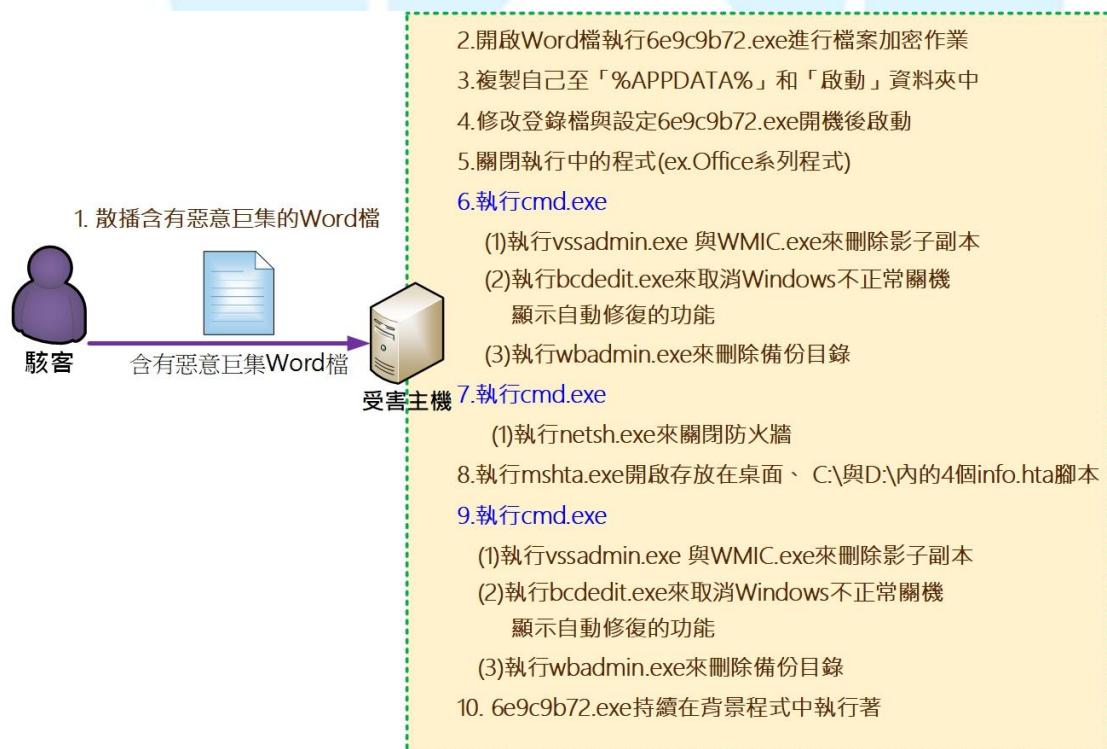 1. 散播含有惡意巨集的Word檔
駭客
含有惡意巨集Word檔
受害主機
2.開啟Word檔執行6e9c9b72.exe進行檔案加密作業
3.複製自己至「%APPDATA%」和「啟動」資料夾中
4.修改登錄檔與設定6e9c9b72.exe開機後啟動
5.關閉執行中的程式(ex.Office系列程式)
6.執行cmd.exe
(1)執行vssadmin.exe 與WMIC.exe來刪除影子副本
(2)執行bcdedit.exe來取消Windows不正常關機
顯示自動修復的功能
(3)執行wbadmin.exe來刪除備份目錄
7.執行cmd.exe
(1)執行netsh.exe來關閉防火牆
8.執行mshta.exe開啟存放在桌面、 C:\與D:\內的4個info.hta腳本
9.執行cmd.exe
(1)執行vssadmin.exe 與WMIC.exe來刪除影子副本
(2)執行bcdedit.exe來取消Windows不正常關機
顯示自動修復的功能
(3)執行wbadmin.exe來刪除備份目錄
10. 6e9c9b72.exe持續在背景程式中執行著